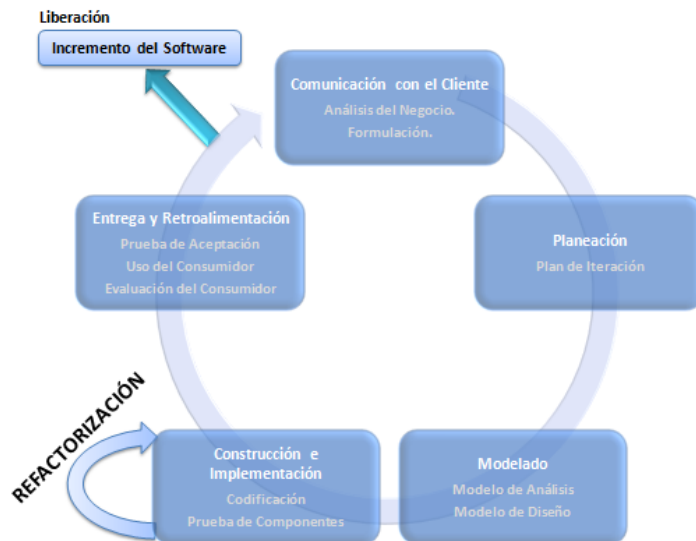 Liberación
Incremento del Software
Comunicación con el Cliente
Análisis del Negocio.
Formulación.
Entrega y Retroalimentación
Prueba de Aceptación
Uso del Consumidor
Evaluación del Consumidor
Planeación
Plan de Iteración
REFACTORIZACIÓN
Construcción e
Implementación
Codificación
Prueba de Componentes
Modelado
Modelo de Análisis
Modelo de Diseño